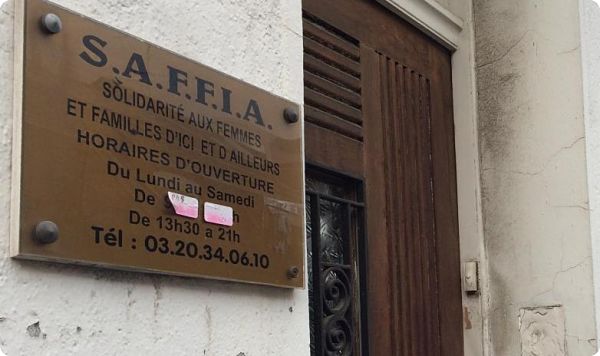 S.A.F.F.I.A.
SOLIDARITÉ AUX FEMMES
ET FAMILLES D'ICI ET D AILLEURS
HORAIRES D'OUVERTURE
Du Lundi au Samedi
De
De 13h30 a 21h
Tél : 03.20.34.06.10